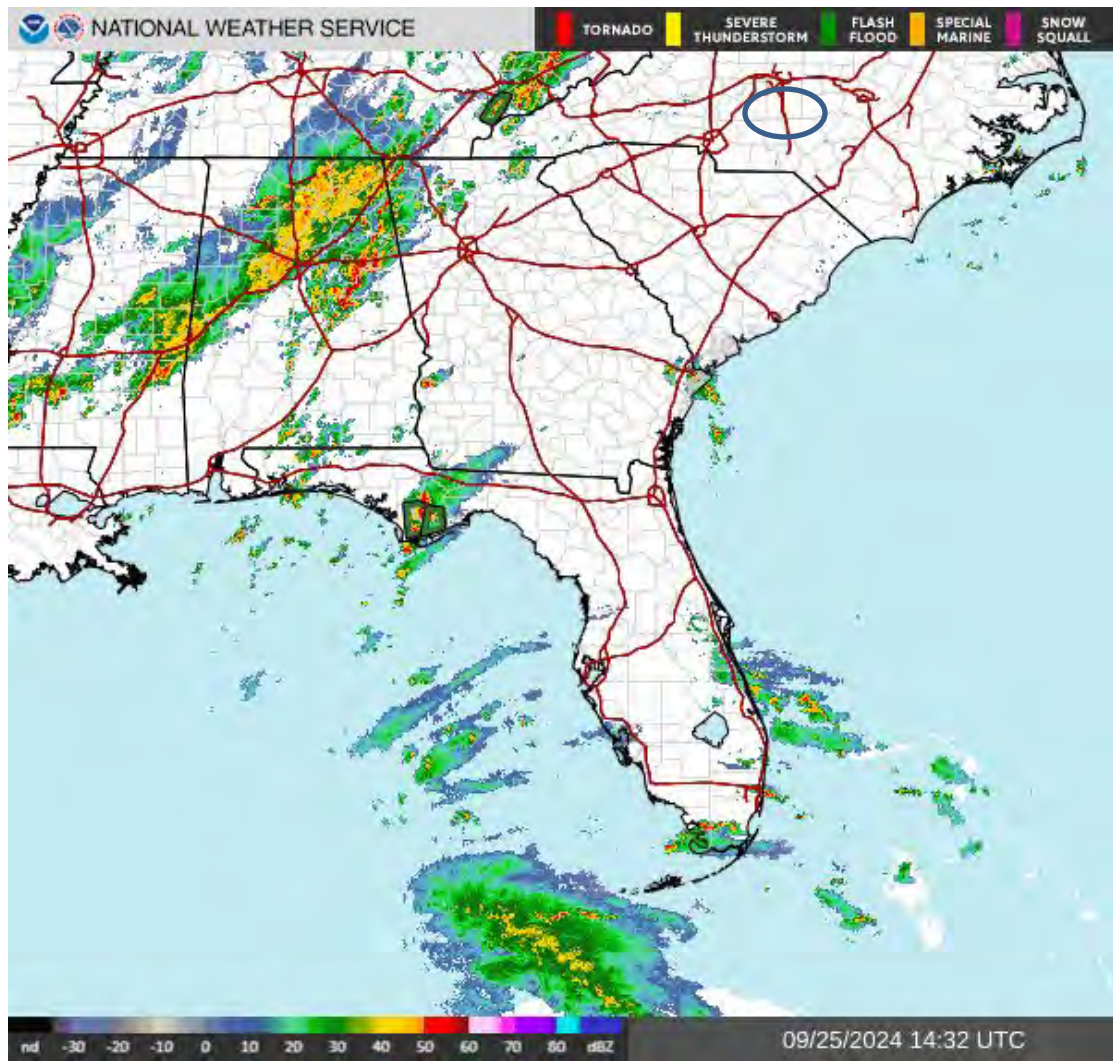 NATIONAL WEATHER SERVICE
TORNADO
SEVERE
THUNDERSTORM
FLASH
FLOOD
SPECIAL
MARINE
SNOW
SQUALL
nd -30 -20 -10 0 10 20 30 40 50 60 70 80 dBZ
09/25/2024 14:32 UTC